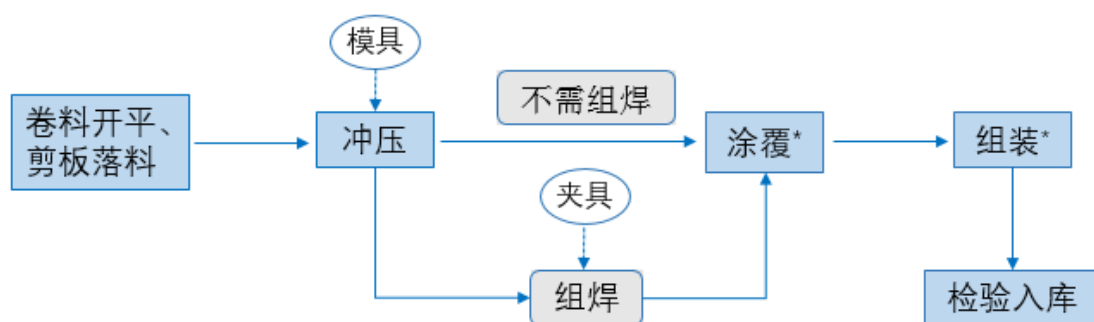 模具
不需组焊
卷料开平、
剪板落料
冲压
涂覆*
组装*
夹具
组焊
检验入库